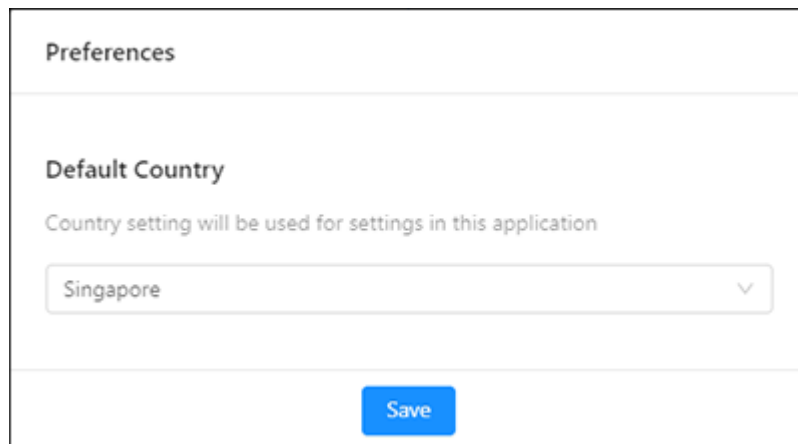 Preferences
Default Country
Country setting will be used for settings in this application
Singapore
Save